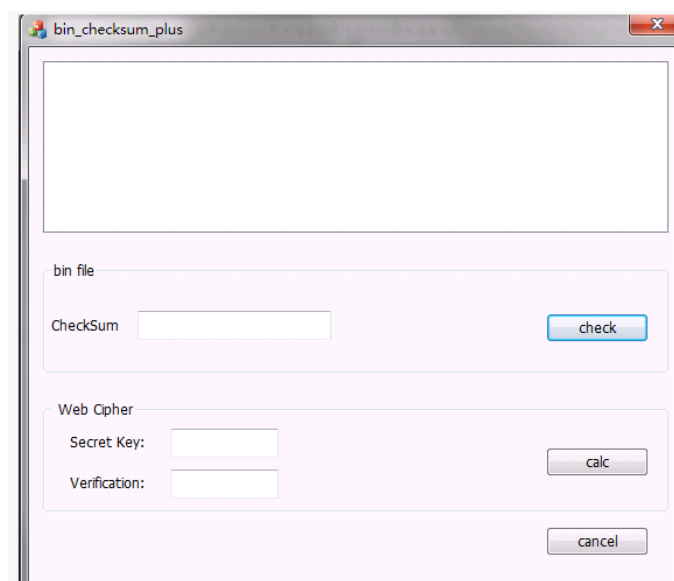 bin_checksum_plus
bin file
CheckSum
check
Web Cipher
Secret Key:
calc
Verification:
cancel